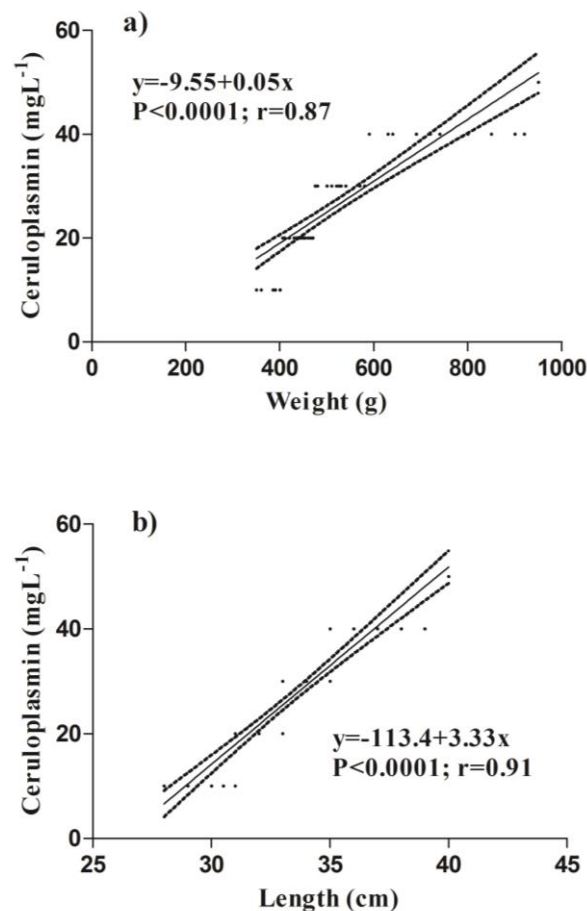 a)
y=-9.55+0.05x
P<0.0001; r=0.87
Ceruloplasmin (mgL⁻¹)
60
40
20
0
0 200 400 600 800 1000
Weight (g)
b)
Ceruloplasmin (mgL⁻¹)
60
40
20
0
y=-113.4+3.33x
P<0.0001; r=0.91
25 30 35 40 45
Length (cm)